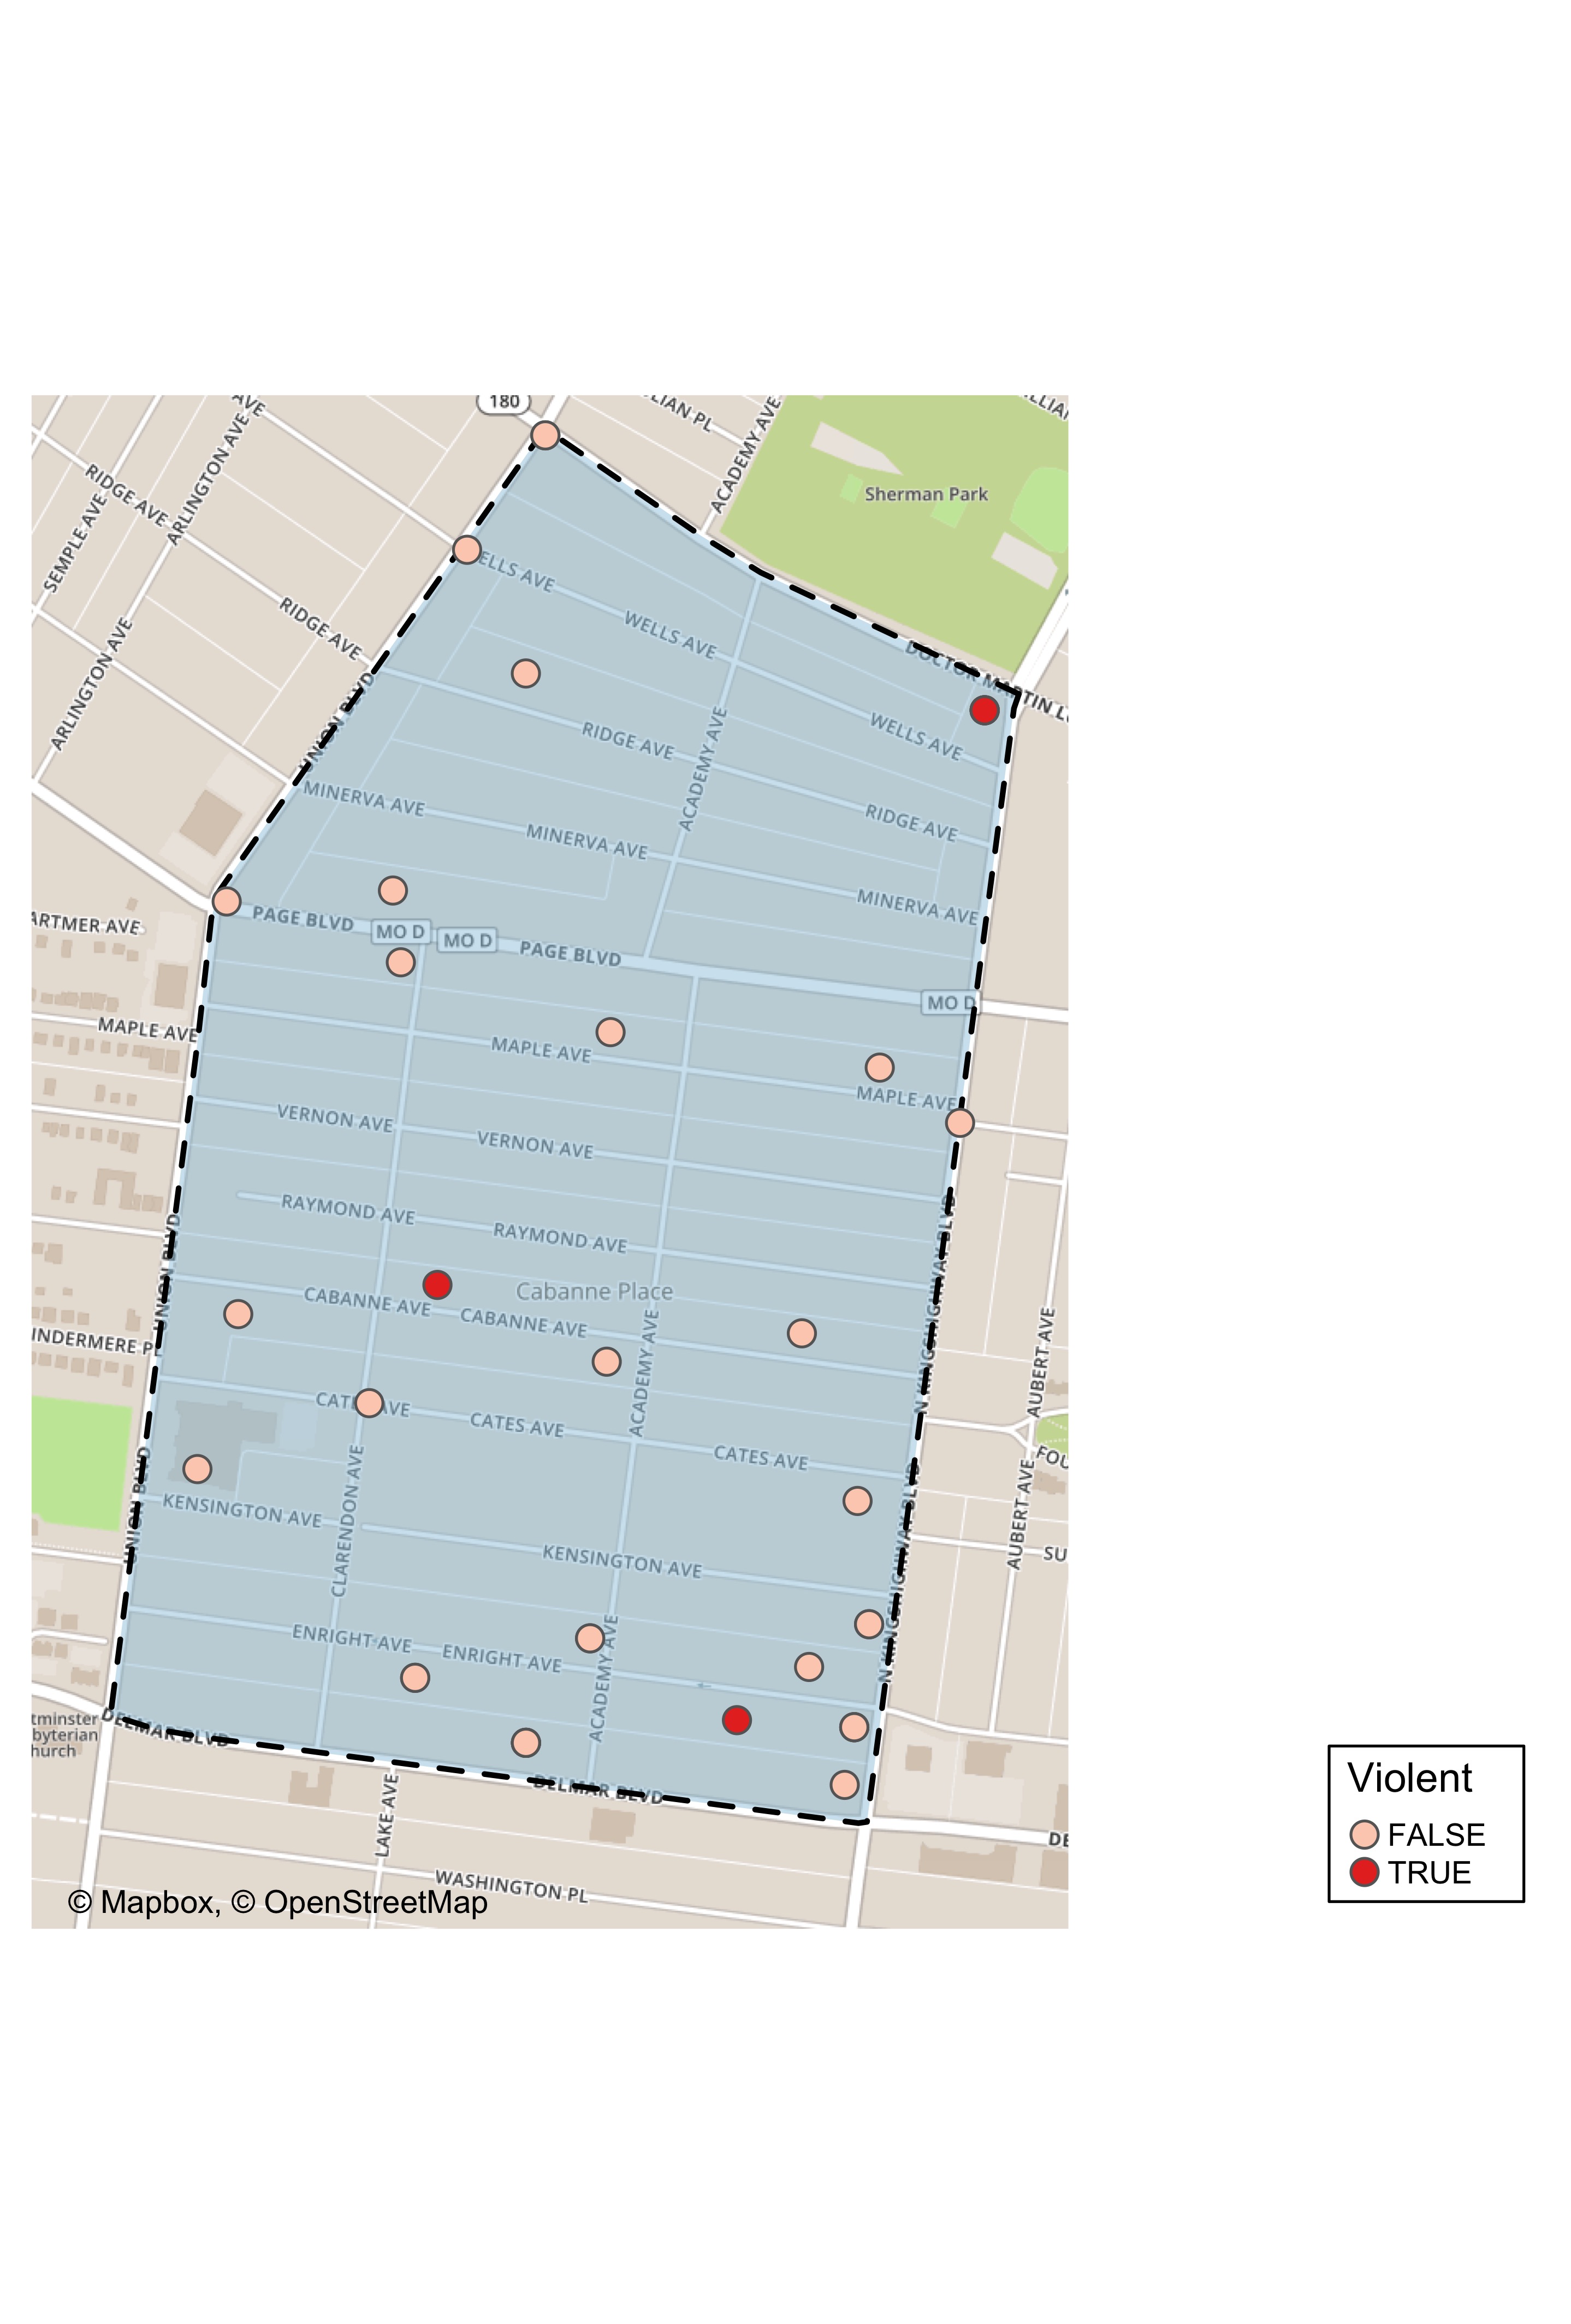 180
AVE
LIAN PL
ACADEMY AVE
ARLINGTON AVE
RIDGE AVE
SEMPLE AVE
Sherman Park
ELLS AVE
WELLS AVE
RIDGE AVE
ARLINGTON AVE
DOCTOR MARTIN L
UNION BLVD
WELLS AVE
RIDGE AVE
ACADEMY AVE
MINERVA AVE
RIDGE AVE
MINERVA AVE
MINERVA AVE
ARTMER AVE
PAGE BLVD
MO D
MO D
PAGE BLVD
MO D
MAPLE AVE
MAPLE AVE
MAPLE AVE
VERNON AVE
VERNON AVE
RAYMOND AVE
RAYMOND AVE
UNION BLVD
N KINGSHIGHWAY BLVD
Cabanne Place
CABANNE AVE
CABANNE AVE
INDERMERE P
ACADEMY AVE
AUBERT AVE
CATES AVE
CATES AVE
CATES AVE
FOU
UNION BLVD
KENSINGTON AVE
CLARENDON AVE
N KINGSHIGHWAY BLVD
AUBERT AVE
KENSINGTON AVE
SU
ENRIGHT AVE
ENRIGHT AVE
ACADEMY AVE
tminster
byterian
hurch
DELMAR BLVD
DELMAR BLVD
LAKE AVE
DE
WASHINGTON PL
© Mapbox, © OpenStreetMap
Violent
FALSE
TRUE